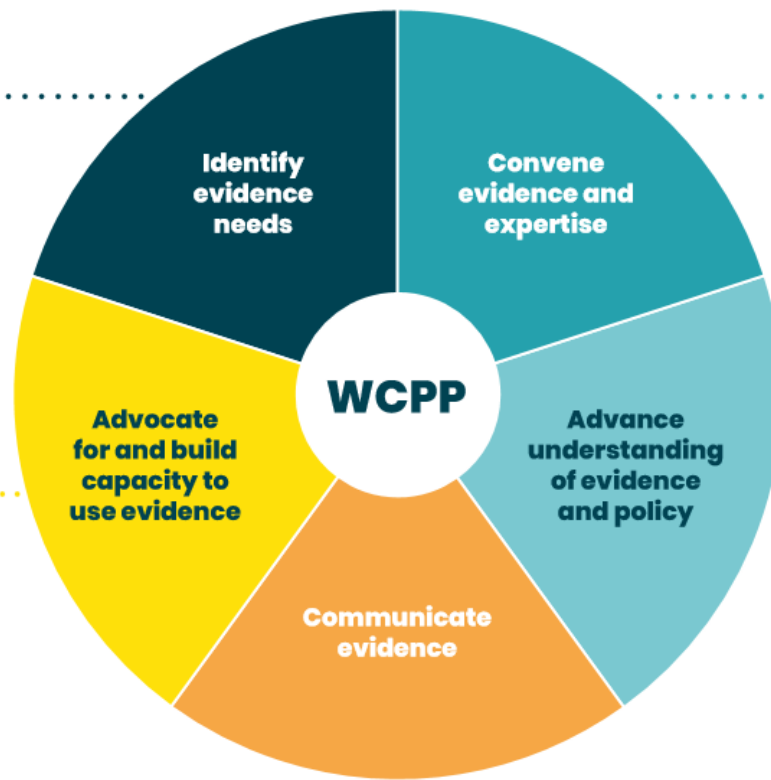 Identify
evidence
needs
Convene
evidence and
expertise
WCPP
Advocate
for and build
capacity to
use evidence
Advance
understanding
of evidence
and policy
Communicate
evidence